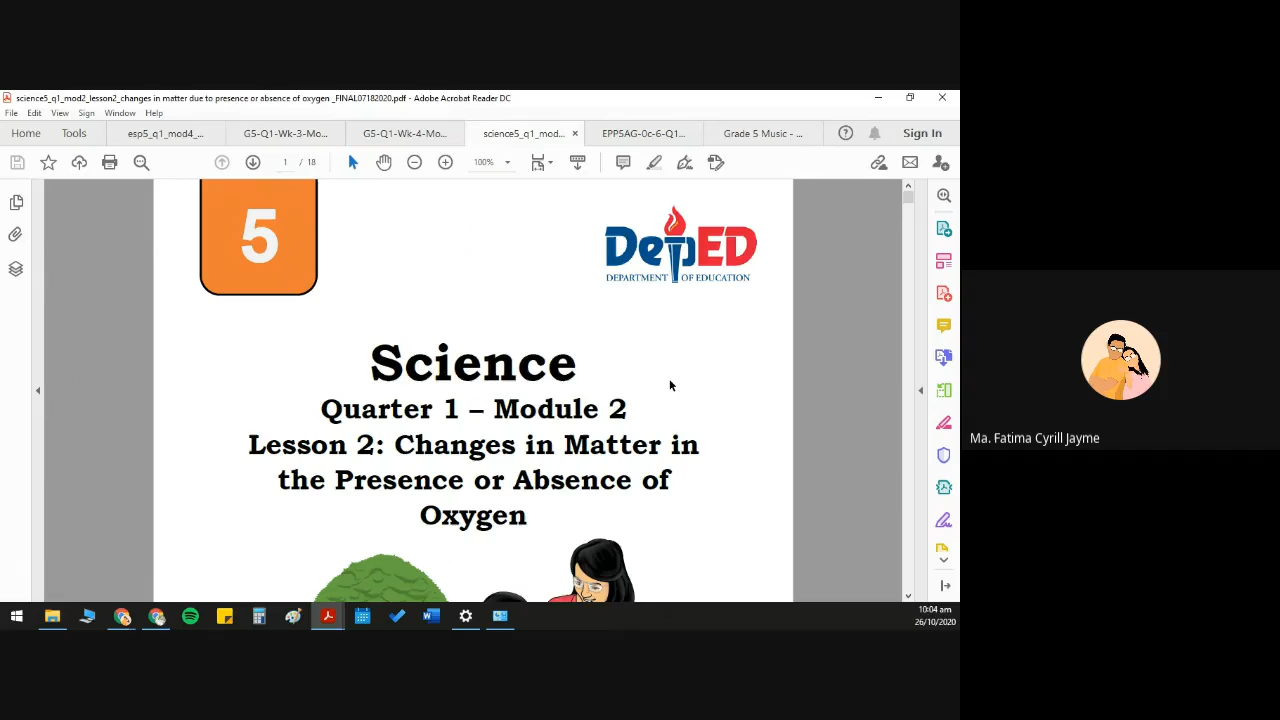 science5_q1_mod2_lesson2_changes in matter due to presence or absence of oxygen _FINAL07182020.pdf - Adobe Acrobat Reader DC
File Edit View Sign Window Help
Home Tools esp5_q1_mod4_... G5-Q1-Wk-3-Mo... G5-Q1-Wk-4-Mo... science5_q1_mod... × EPP5AG-0c-6-Q1... Grade 5 Music - ... Sign In
1 / 18 100%
5
DepED
DEPARTMENT OF EDUCATION
Science
Quarter 1 – Module 2
Lesson 2: Changes in Matter in
the Presence or Absence of
Oxygen
Ma. Fatima Cyrill Jayme
10:04 am
26/10/2020